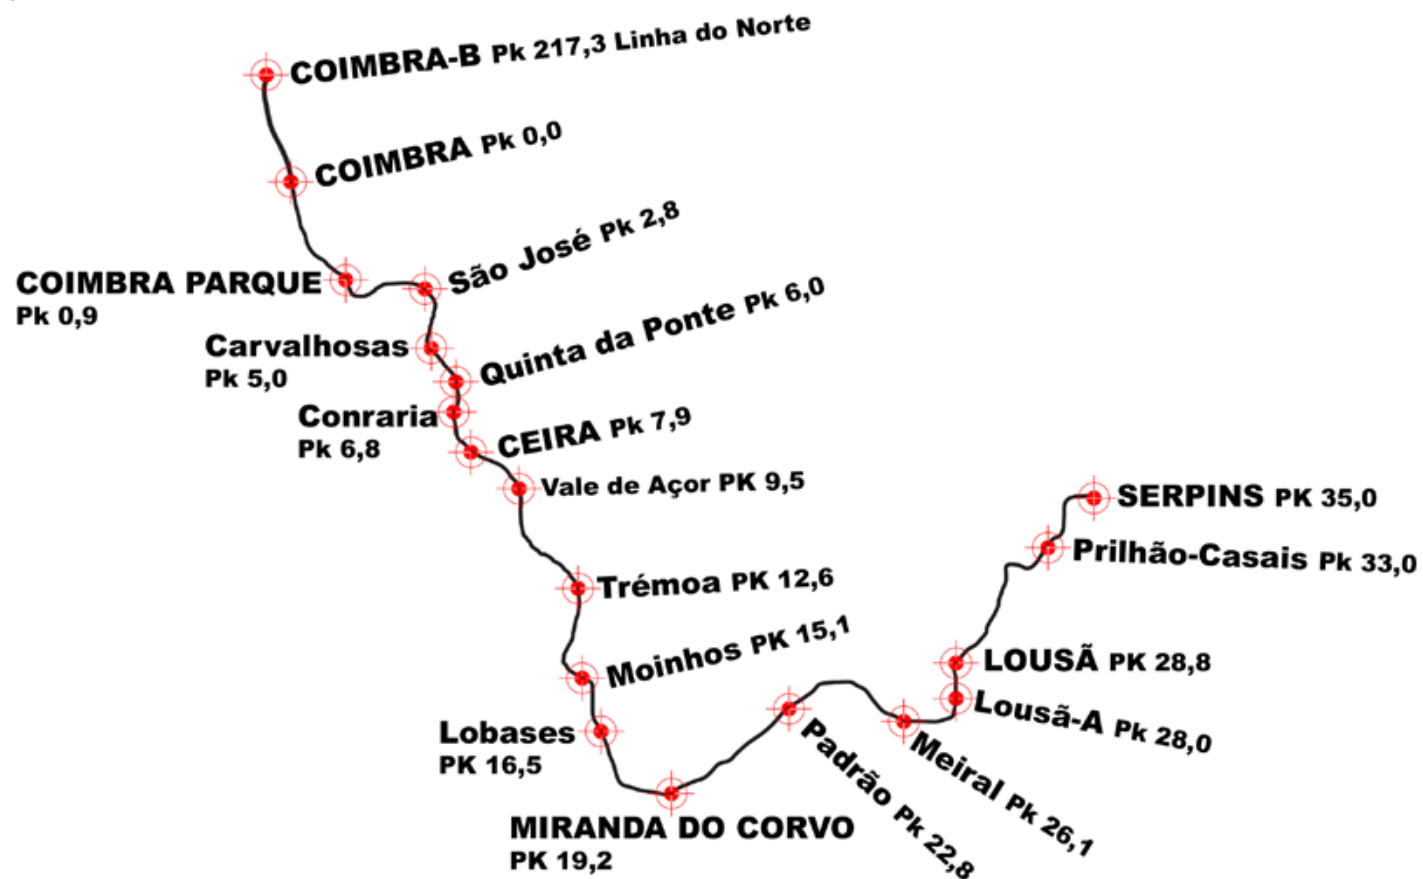 COIMBRA-B Pk 217,3 Linha do Norte
COIMBRA Pk 0,0
COIMBRA PARQUE
Pk 0,9
São José Pk 2,8
Carvalhosas
Pk 5,0
Quinta da Ponte Pk 6,0
Conraria
Pk 6,8
CEIRA Pk 7,9
Vale de Açor PK 9,5
Trémoa PK 12,6
Moinhos PK 15,1
Lobases
PK 16,5
MIRANDA DO CORVO
PK 19,2
Padrão Pk 22,8
Meiral Pk 26,1
Lousã-A Pk 28,0
LOUSÃ PK 28,8
Prilhão-Casais Pk 33,0
SERPINS PK 35,0